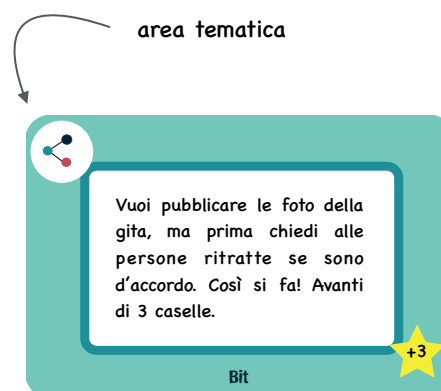 area tematica
Vuoi pubblicare le foto della
gita, ma prima chiedi alle
persone ritratte se sono
d'accordo. Così si fa! Avanti
di 3 caselle.
+3
Bit